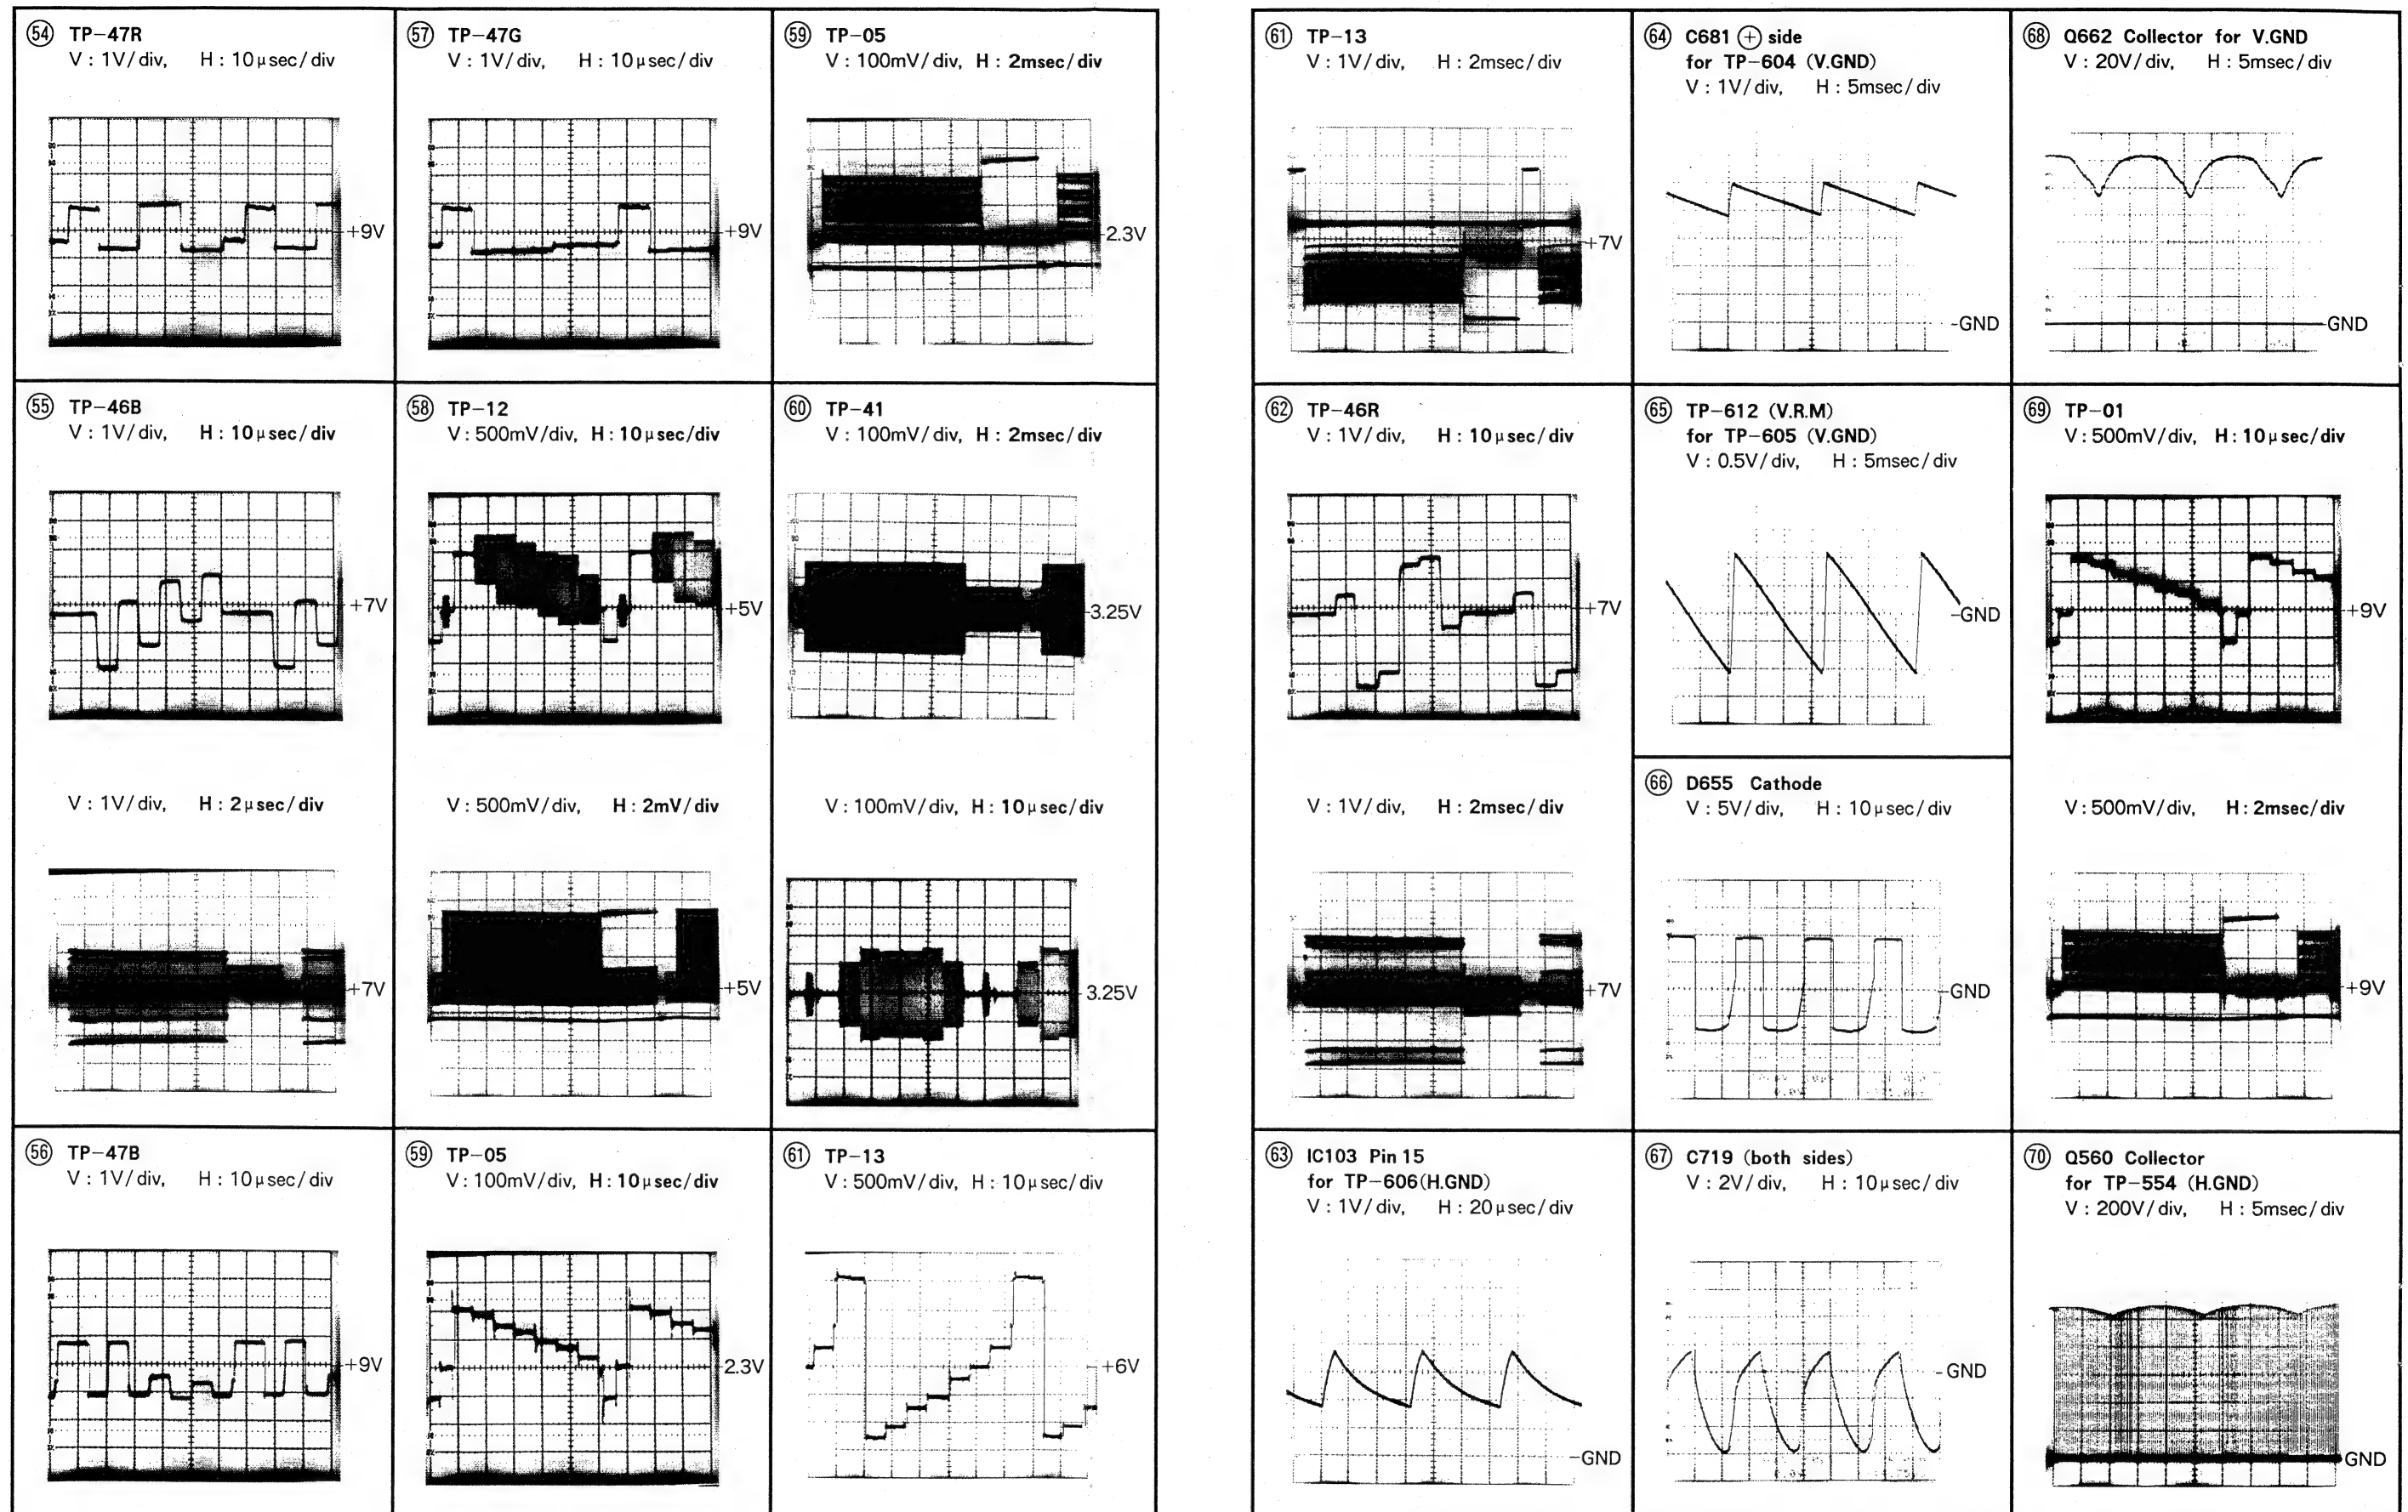 54 TP-47R
V : 1V/div, H : 10μsec/div
+9V
57 TP-47G
V : 1V/div, H : 10μsec/div
+9V
59 TP-05
V : 100mV/div, H : 2msec/div
2.3V
55 TP-46B
V : 1V/div, H : 10μsec/div
+7V
V : 1V/div, H : 2μsec/div
+7V
58 TP-12
V : 500mV/div, H : 10μsec/div
+5V
V : 500mV/div, H : 2mV/div
+5V
60 TP-41
V : 100mV/div, H : 2msec/div
3.25V
V : 100mV/div, H : 10μsec/div
3.25V
56 TP-47B
V : 1V/div, H : 10μsec/div
+9V
59 TP-05
V : 100mV/div, H : 10μsec/div
2.3V
61 TP-13
V : 500mV/div, H : 10μsec/div
+6V
61 TP-13
V : 1V/div, H : 2msec/div
+7V
64 C681 (+) side
for TP-604 (V.GND)
V : 1V/div, H : 5msec/div
GND
68 Q662 Collector for V.GND
V : 20V/div, H : 5msec/div
GND
62 TP-46R
V : 1V/div, H : 10μsec/div
+7V
V : 1V/div, H : 2msec/div
+7V
65 TP-612 (V.R.M)
for TP-605 (V.GND)
V : 0.5V/div, H : 5msec/div
GND
66 D655 Cathode
V : 5V/div, H : 10μsec/div
GND
69 TP-01
V : 500mV/div, H : 10μsec/div
+9V
V : 500mV/div, H : 2msec/div
+9V
63 IC103 Pin 15
for TP-606(H.GND)
V : 1V/div, H : 20μsec/div
GND
67 C719 (both sides)
V : 2V/div, H : 10μsec/div
GND
70 Q560 Collector
for TP-554 (H.GND)
V : 200V/div, H : 5msec/div
GND